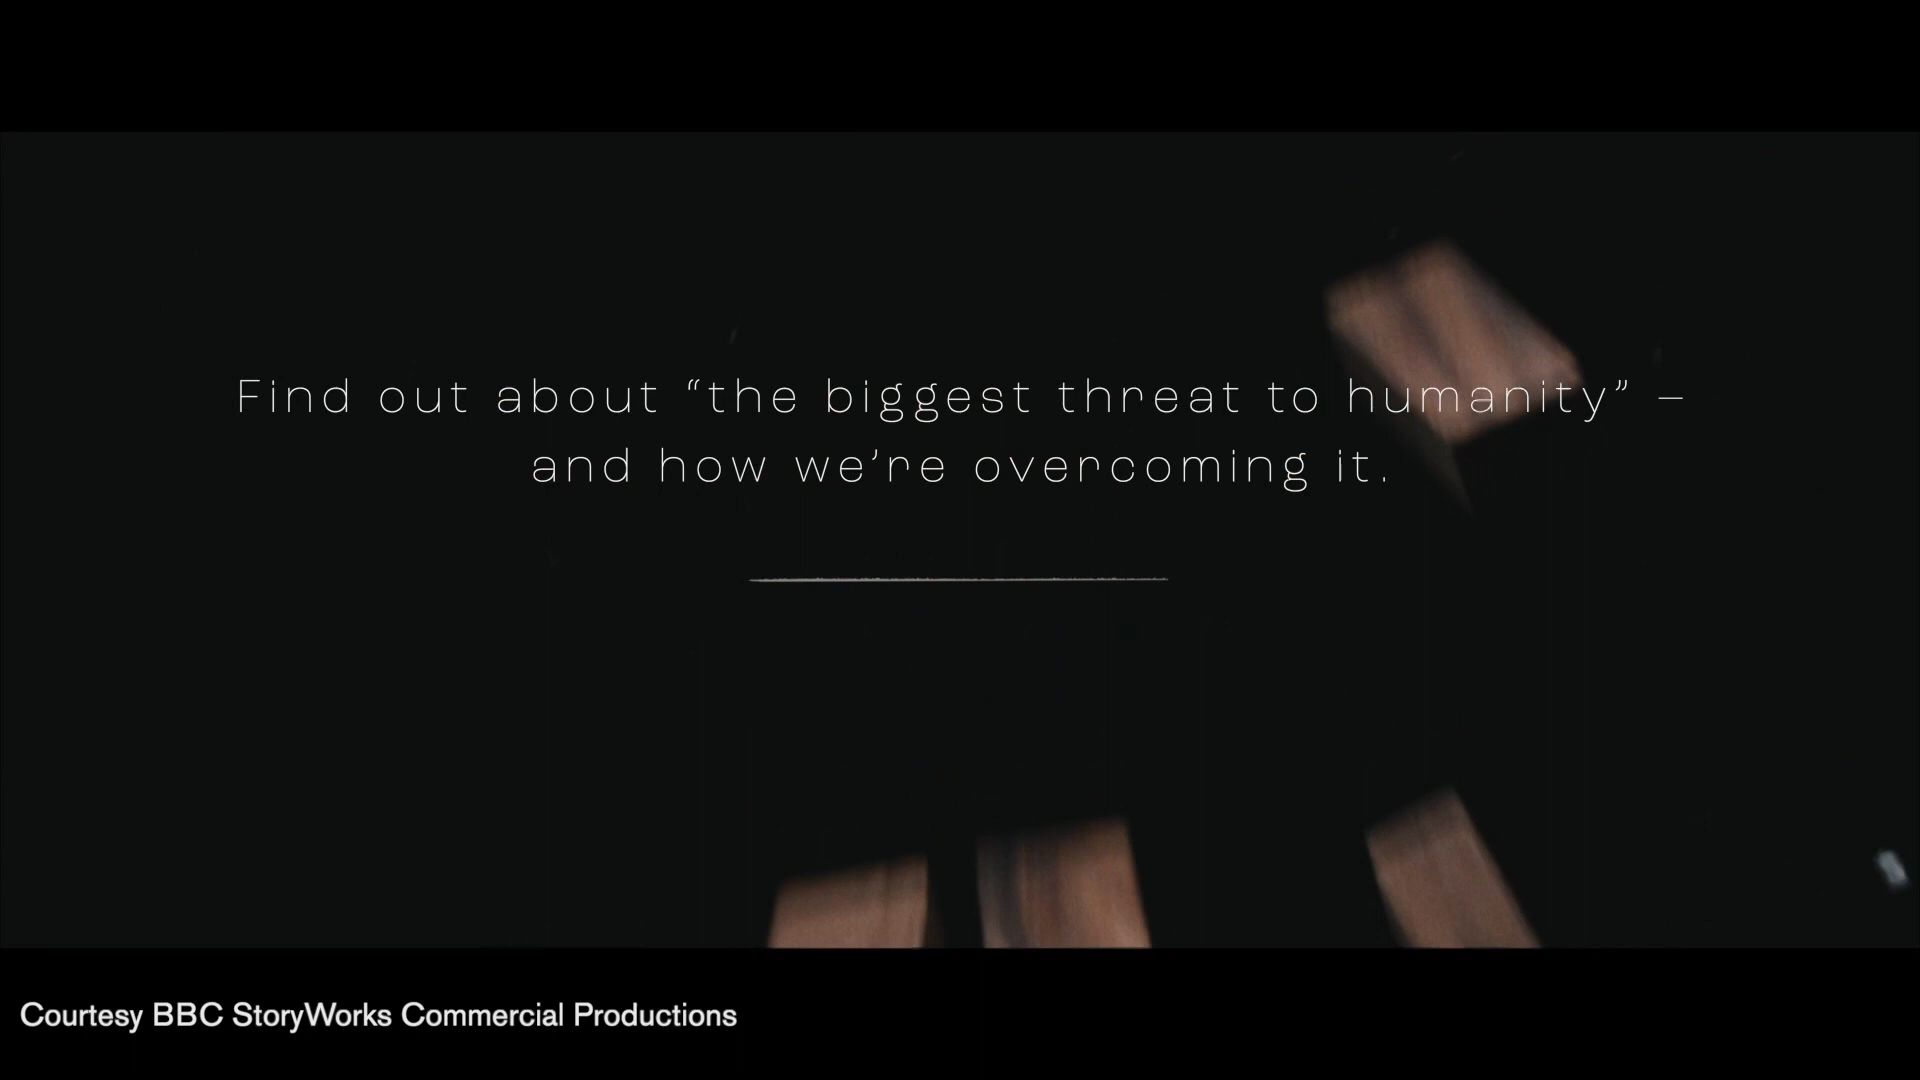 Find out about “the biggest threat to humanity” –
and how we’re overcoming it.
Courtesy BBC StoryWorks Commercial Productions